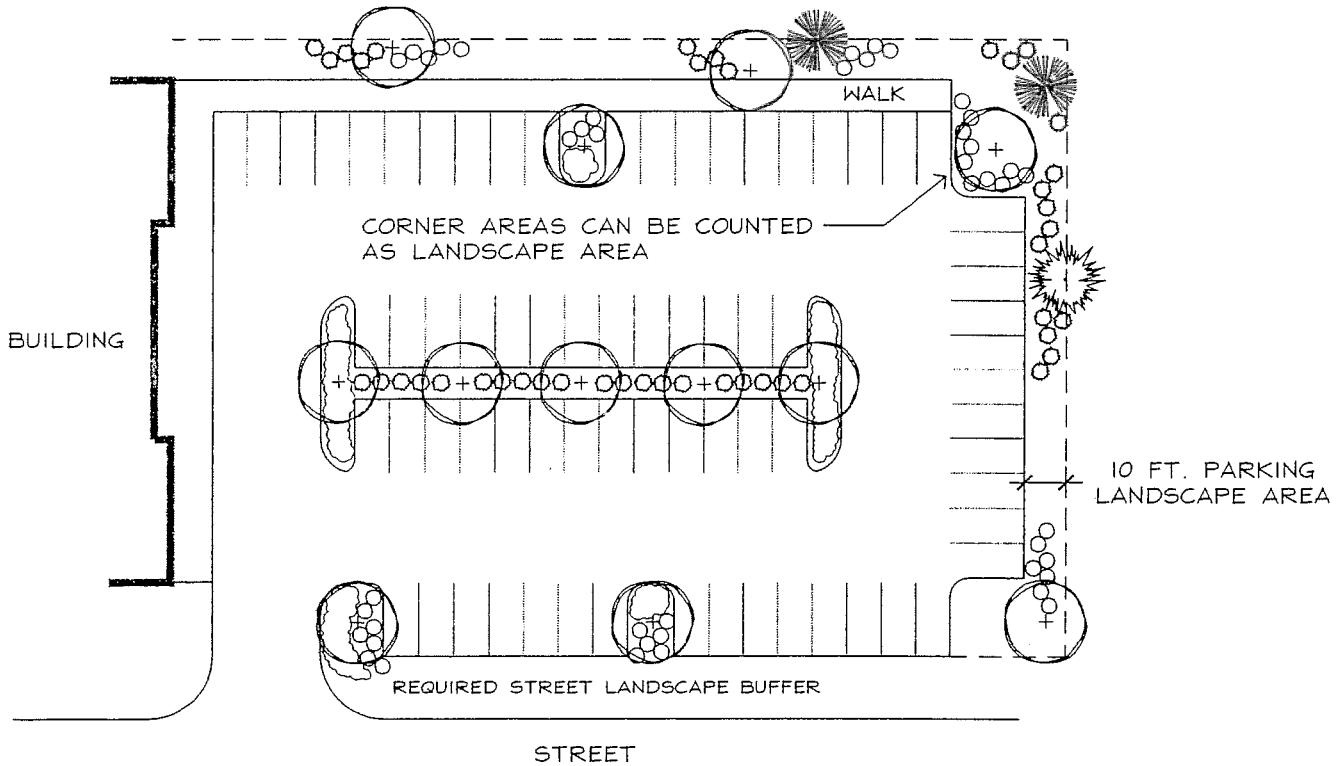 WALK
CORNER AREAS CAN BE COUNTED
AS LANDSCAPE AREA
BUILDING
10 FT. PARKING
LANDSCAPE AREA
REQUIRED STREET LANDSCAPE BUFFER
STREET